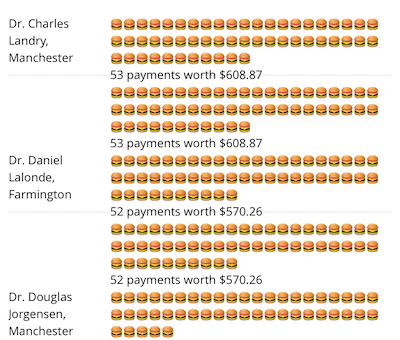 Dr. Charles
Landry,
Manchester
53 payments worth $608.87
53 payments worth $608.87
Dr. Daniel
Lalonde,
Farmington
52 payments worth $570.26
52 payments worth $570.26
Dr. Douglas
Jorgensen,
Manchester